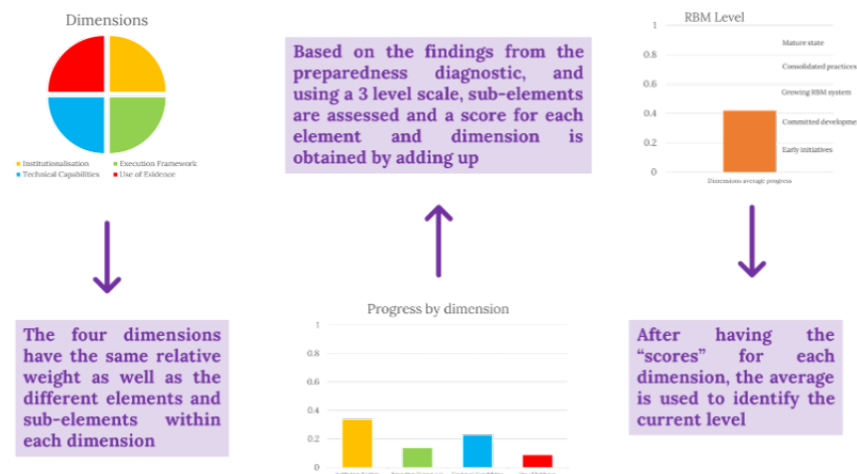 Dimensions
Institutionalisation
Execution Framework
Technical Capabilities
Use of Evidence
The four dimensions
have the same relative
weight as well as the
different elements and
sub-elements within
each dimension
Based on the findings from the
preparedness diagnostic, and
using a 3 level scale, sub-elements
are assessed and a score for each
element and dimension is
obtained by adding up
Progress by dimension
1
0.8
0.6
0.4
0.2
0
RBM Level
1
0.8
0.6
0.4
0.2
0
Mature state
Consolidated practices
Growing RBM system
Committed developme
Early initiatives
Dimensions average progress
After having the
“scores” for each
dimension, the average
is used to identify the
current level